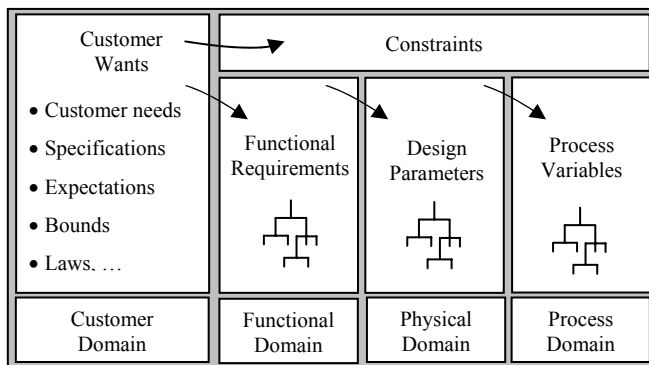 Customer
Wants
• Customer needs
• Specifications
• Expectations
• Bounds
• Laws, …
Constraints
Functional
Requirements
Design
Parameters
Process
Variables
Customer
Domain
Functional
Domain
Physical
Domain
Process
Domain